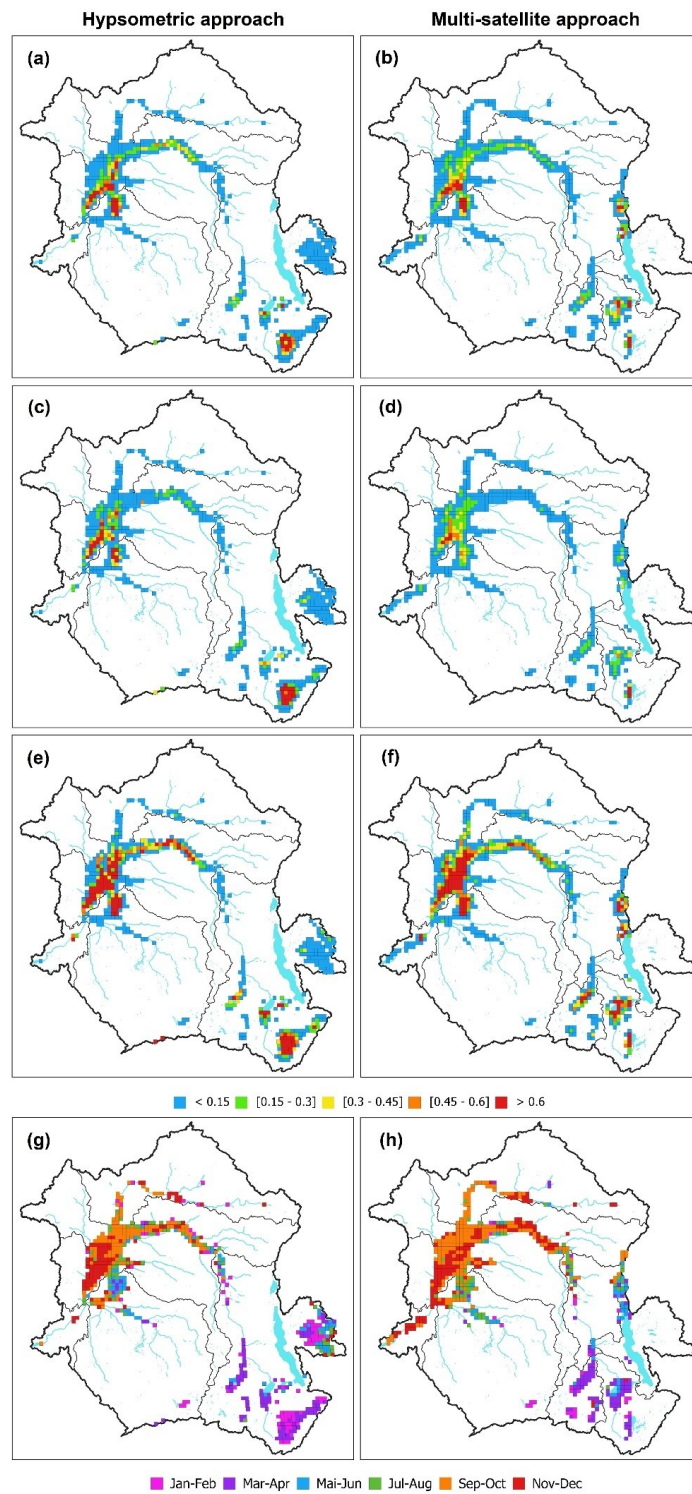 Hypsometric approach
Multi-satellite approach
(a)
(b)
(c)
(d)
(e)
(f)
< 0.15 [0.15 - 0.3] [0.3 - 0.45] [0.45 - 0.6] > 0.6
(g)
(h)
Jan-Feb Mar-Apr Mai-Jun Jul-Aug Sep-Oct Nov-Dec